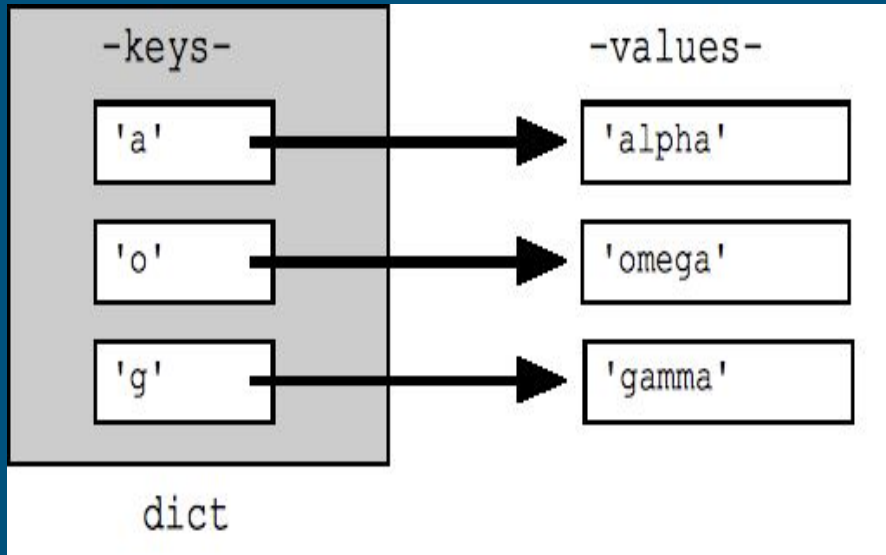 -keys- -values-
'a' 'alpha'
'o' 'omega'
'g' 'gamma'
dict